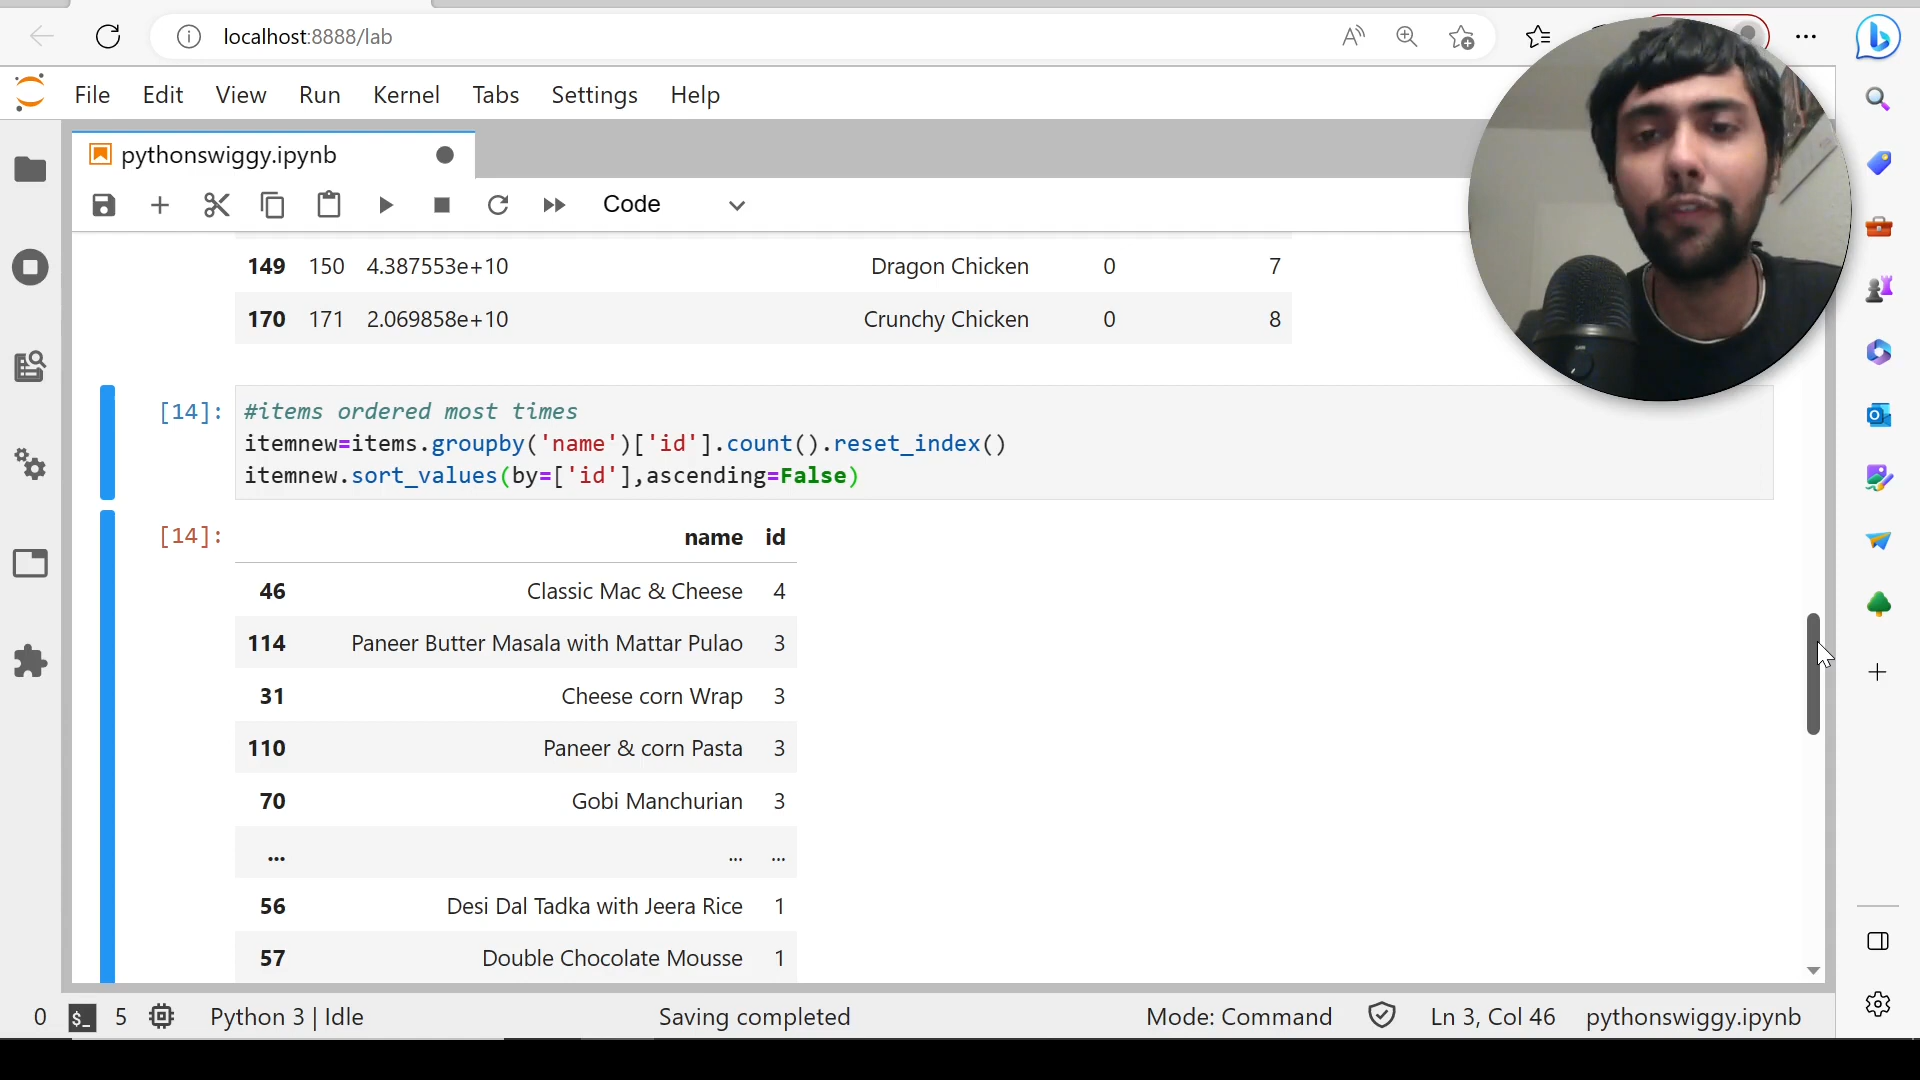 localhost:8888/lab
File Edit View Run Kernel Tabs Settings Help
pythonswiggy.ipynb
Code
149 150 4.387553e+10 Dragon Chicken 0 7
170 171 2.069858e+10 Crunchy Chicken 0 8
[14]: #items ordered most times
itemnew=items.groupby('name')['id'].count().reset_index()
itemnew.sort_values(by=['id'],ascending=False)
[14]: name id
46 Classic Mac & Cheese 4
114 Paneer Butter Masala with Mattar Pulao 3
31 Cheese corn Wrap 3
110 Paneer & corn Pasta 3
70 Gobi Manchurian 3
... ... ...
56 Desi Dal Tadka with Jeera Rice 1
57 Double Chocolate Mousse 1
0 $_ 5 Python 3 | Idle Saving completed Mode: Command Ln 3, Col 46 pythonswiggy.ipynb